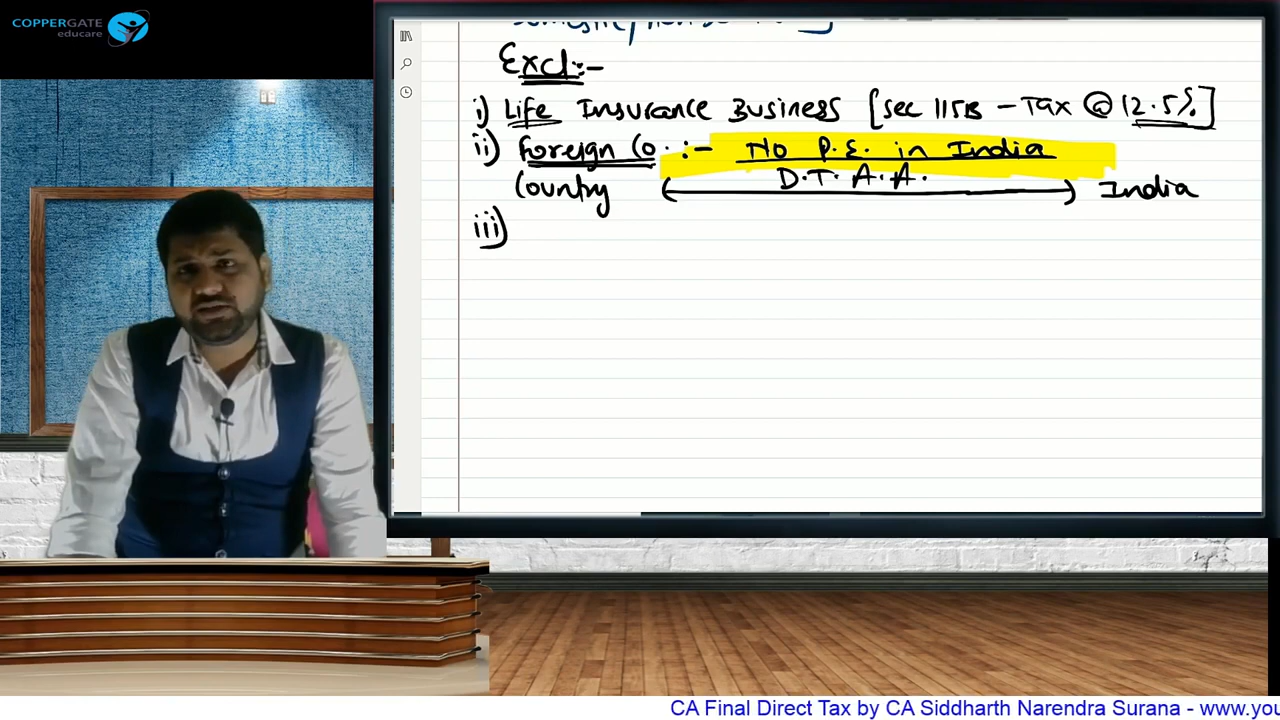 COPPERGATE
educare
Excl:-
i) Life Insurance Business [sec 115B - Tax @ 12.5%]
ii) Foreign Co. :- No P.E. in India
Country D.T.A.A. India
iii)
CA Final Direct Tax by CA Siddharth Narendra Surana - www.you